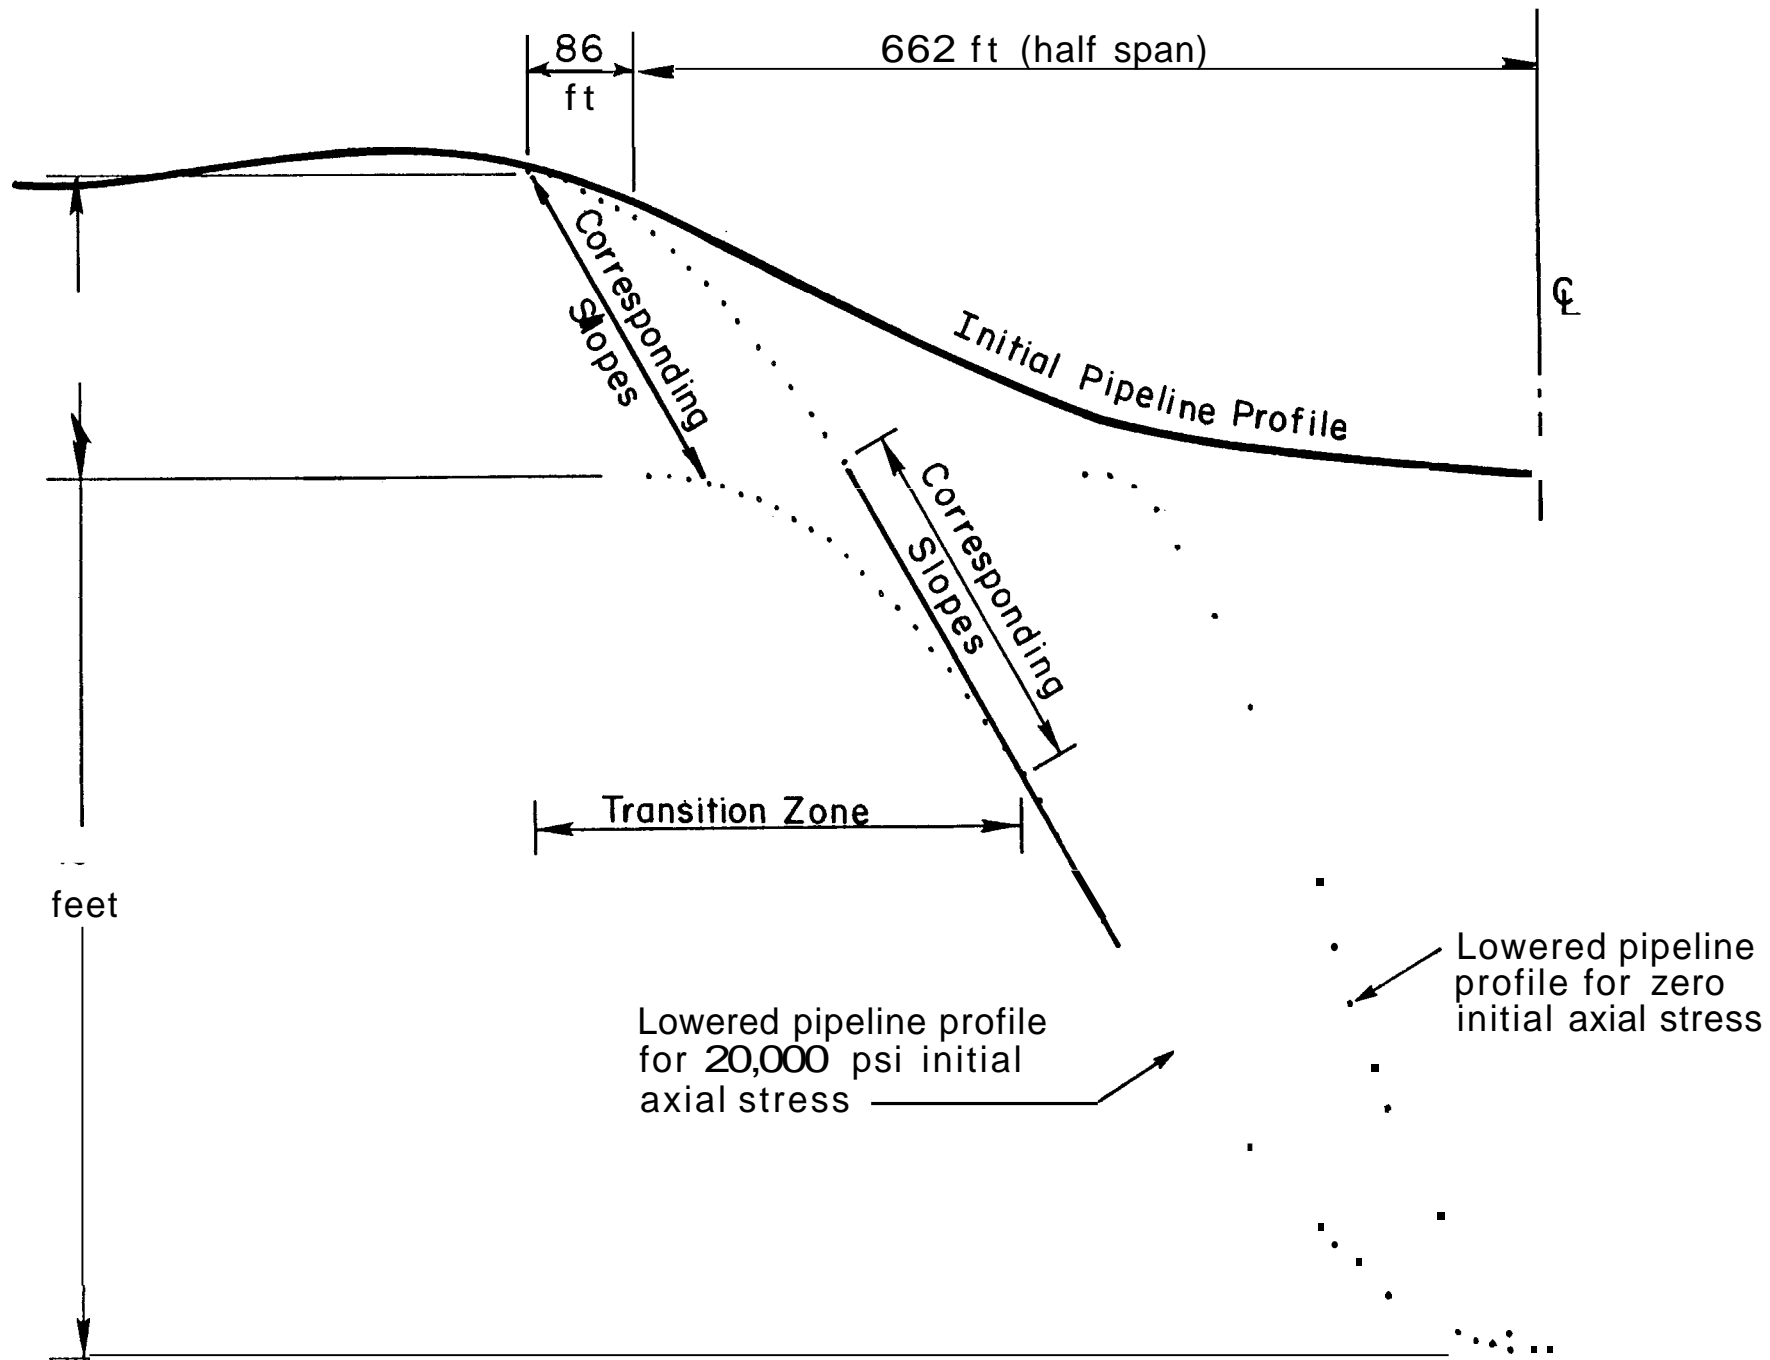 86
ft
662 ft (half span)
℄
Corresponding
Slopes
Initial Pipeline Profile
Corresponding
Slopes
Transition Zone
feet
Lowered pipeline
profile for zero
initial axial stress
Lowered pipeline profile
for 20,000 psi initial
axial stress